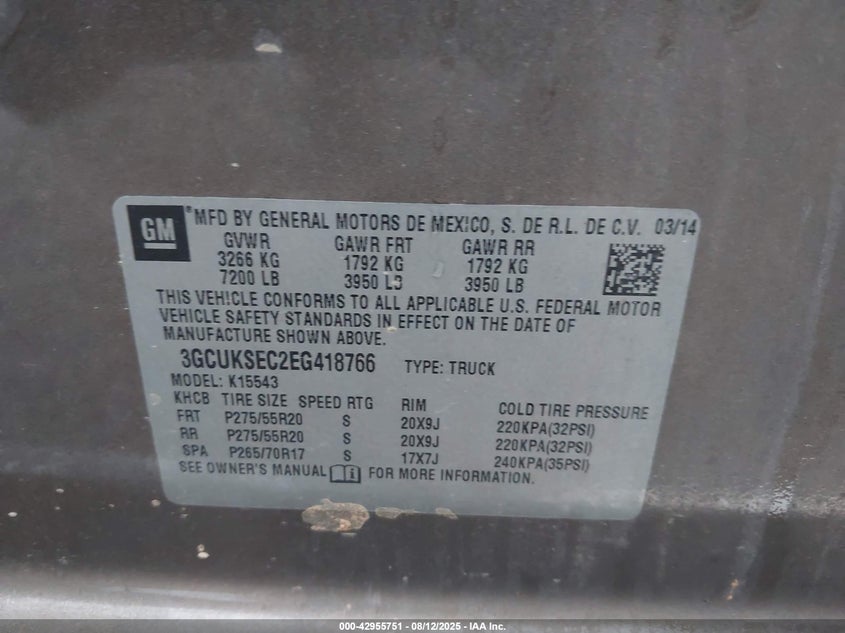 GM ® MFD BY GENERAL MOTORS DE MEXICO, S. DE R.L. DE C.V. 03/14
GVWR GAWR FRT GAWR RR
3266 KG 1792 KG 1792 KG
7200 LB 3950 LB 3950 LB
THIS VEHICLE CONFORMS TO ALL APPLICABLE U.S. FEDERAL MOTOR
VEHICLE SAFETY STANDARDS IN EFFECT ON THE DATE OF
MANUFACTURE SHOWN ABOVE.
3GCUKSEC2EG418766 TYPE: TRUCK
MODEL: K15543
KHCB TIRE SIZE SPEED RTG RIM COLD TIRE PRESSURE
FRT P275/55R20 S 20X9J 220KPA(32PSI)
RR P275/55R20 S 20X9J 220KPA(32PSI)
SPA P265/70R17 S 17X7J 240KPA(35PSI)
SEE OWNER'S MANUAL i FOR MORE INFORMATION.
000-42955751 - 08/12/2025 - IAA Inc.